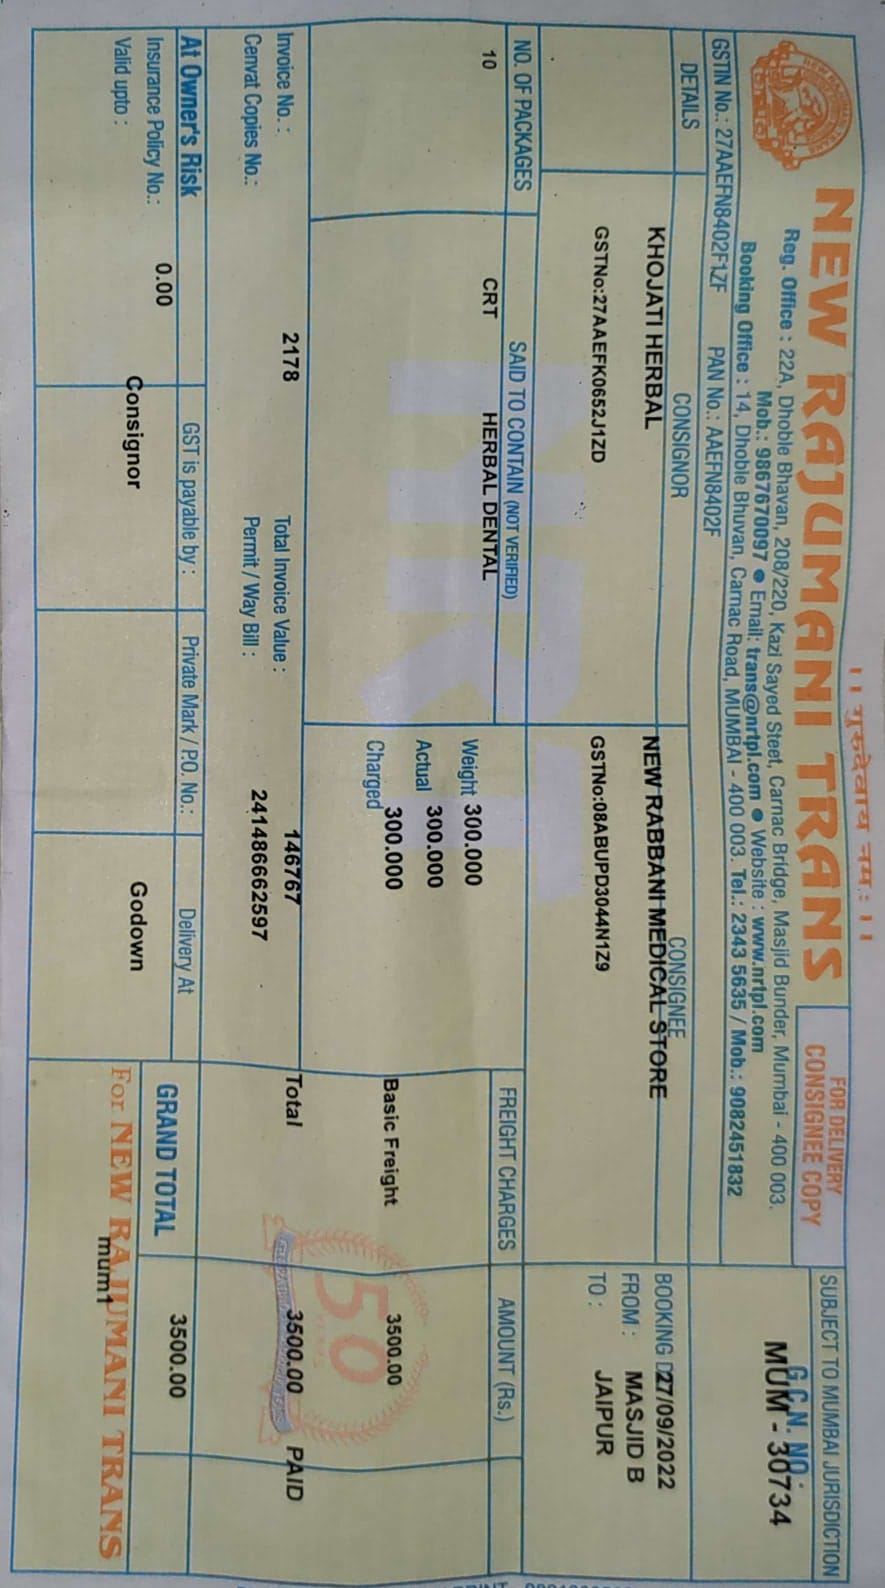 ।। गुरुदेवाय नमः ।।
NEW RAJUMANI TRANS
FOR DELIVERY
CONSIGNEE COPY
SUBJECT TO MUMBAI JURISDICTION
G.C.N. NO.:
MUM - 30734
Reg. Office : 22A, Dhoble Bhavan, 208/220, Kazi Sayed Steet, Carnac Bridge, Masjid Bunder, Mumbai - 400 003.
Mob.: 9867670097 ● Email: trans@nrtpl.com ● Website : www.nrtpl.com
Booking Office : 14, Dhoble Bhuvan, Carnac Road, MUMBAI - 400 003. Tel.: 2343 5635 / Mob.: 9082451832
GSTIN No.: 27AAEFN8402F1ZF PAN No.: AAEFN8402F
DETAILS CONSIGNOR CONSIGNEE
KHOJATI HERBAL
NEW RABBANI MEDICAL STORE
GSTNo:27AAEFK0652J1ZD
GSTNo:08ABUPD3044N1Z9
BOOKING D27/09/2022
FROM : MASJID B
TO : JAIPUR
NO. OF PACKAGES SAID TO CONTAIN (NOT VERIFIED) FREIGHT CHARGES AMOUNT (Rs.)
10 CRT HERBAL DENTAL
Weight 300.000
Actual 300.000
Charged 300.000
Basic Freight 3500.00
NRT
50
Invoice No. : 2178 Total Invoice Value : 146767
Total 3500.00 PAID
Cenvat Copies No.: Permit / Way Bill : 241486662597
At Owner's Risk GST is payable by : Private Mark / P.O. No.: Delivery At
Insurance Policy No.: 0.00
Valid upto :
Consignor
Godown
GRAND TOTAL 3500.00
For NEW RAJUMANI TRANS
mum1